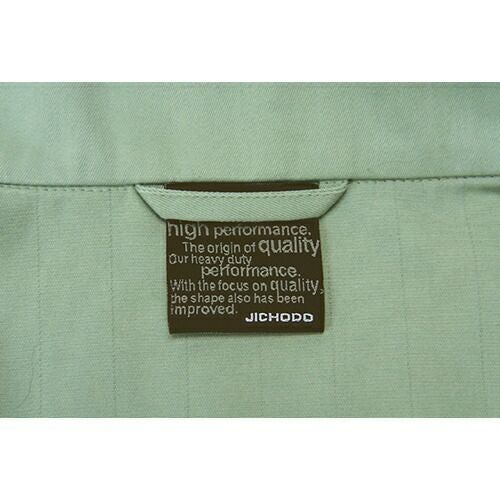 high performance.
The origin of quality
Our heavy duty
performance.
With the focus on quality,
the shape also has been
improved. JICHODO